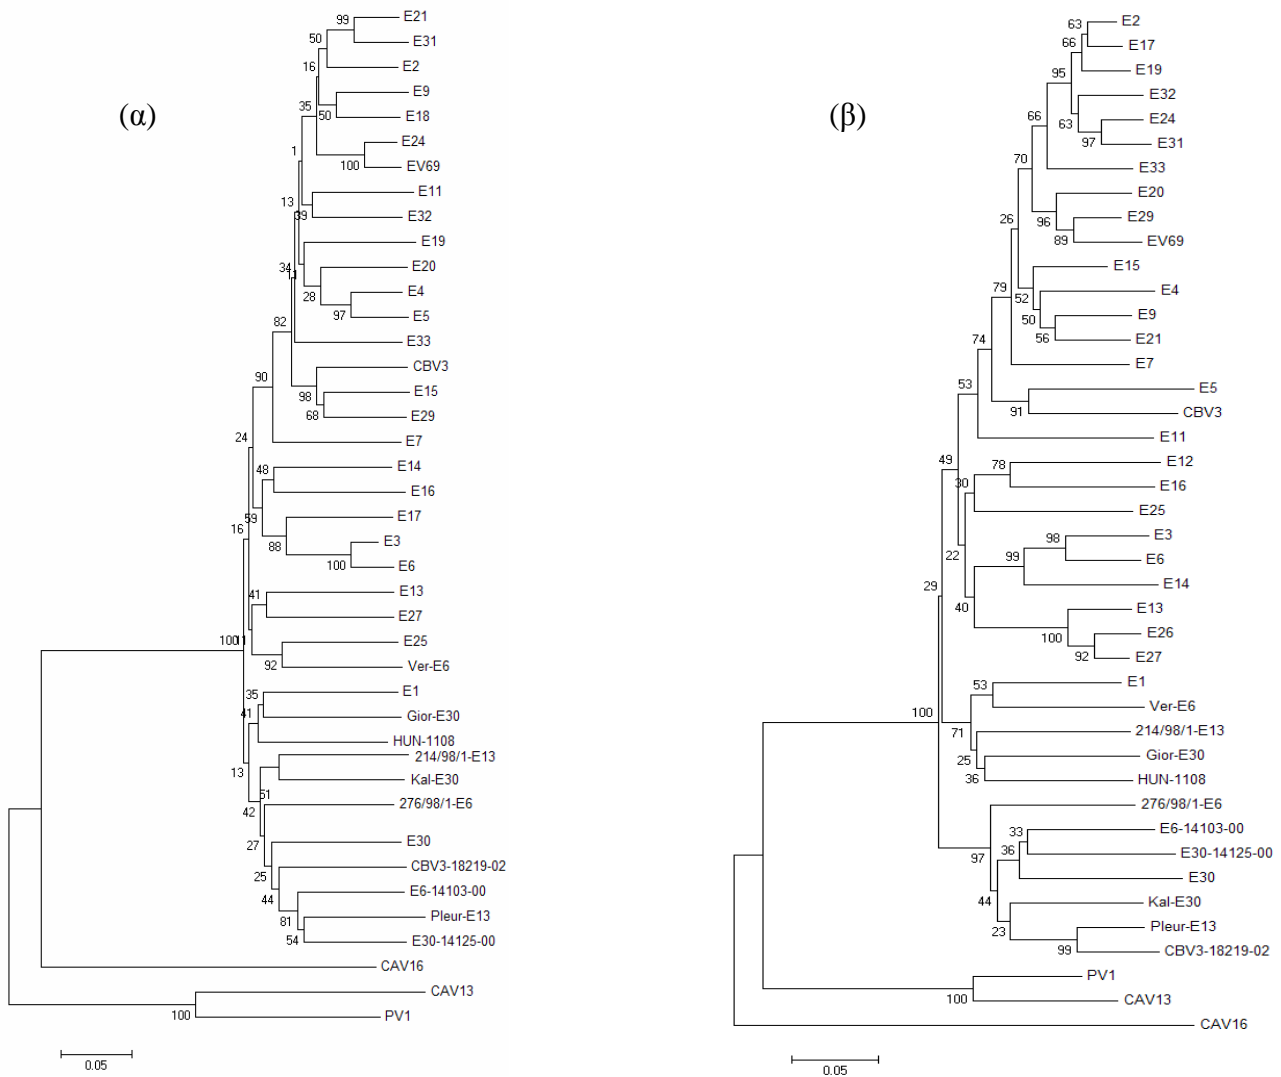 (α)
99
E21
50
E31
16
E2
E9
35
50
E18
E24
1
100
EV69
E11
13
39
E32
E19
34
11
E20
28
E4
97
E5
82
E33
CBV3
90
98
E15
68
E29
24
E7
48
E14
E16
59
E17
16
88
E3
100
E6
41
E13
E27
100
11
E25
92
Ver-E6
35
E1
41
Gior-E30
HUN-1108
13
214/98/1-E13
51
Kal-E30
42
276/98/1-E6
27
E30
25
CBV3-18219-02
44
E6-14103-00
81
Pleur-E13
54
E30-14125-00
CAV16
CAV13
100
PV1
0.05
(β)
63
E2
66
E17
95
E19
E32
66
63
E24
97
E31
70
E33
E20
26
96
E29
89
EV69
E15
79
52
E4
50
E9
56
E21
74
E7
53
E5
91
CBV3
E11
49
78
E12
30
E16
E25
98
E3
22
99
E6
29
E14
40
E13
100
E26
92
E27
53
E1
100
Ver-E6
71
214/98/1-E13
25
Gior-E30
36
HUN-1108
276/98/1-E6
33
E6-14103-00
97
36
E30-14125-00
E30
44
Kal-E30
23
Pleur-E13
99
CBV3-18219-02
PV1
100
CAV13
CAV16
0.05